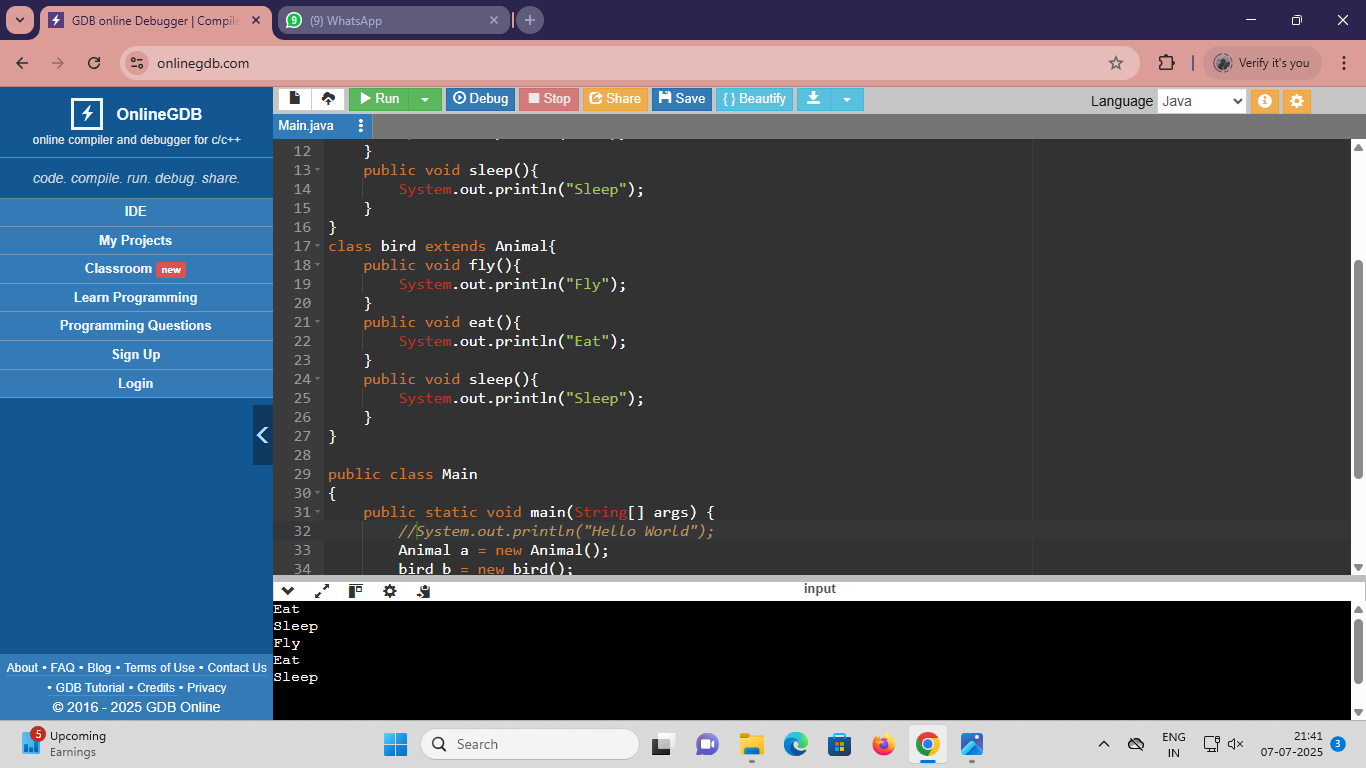 GDB online Debugger | Compile
(9) WhatsApp
onlinegdb.com
Verify it's you
OnlineGDB
online compiler and debugger for c/c++
code. compile. run. debug. share.
IDE
My Projects
Classroom new
Learn Programming
Programming Questions
Sign Up
Login
About • FAQ • Blog • Terms of Use • Contact Us
• GDB Tutorial • Credits • Privacy
© 2016 - 2025 GDB Online
Run Debug Stop Share Save { } Beautify Language Java
Main.java
12 }
13 public void sleep(){
14 System.out.println("Sleep");
15 }
16 }
17 class bird extends Animal{
18 public void fly(){
19 System.out.println("Fly");
20 }
21 public void eat(){
22 System.out.println("Eat");
23 }
24 public void sleep(){
25 System.out.println("Sleep");
26 }
27 }
28
29 public class Main
30 {
31 public static void main(String[] args) {
32 //System.out.println("Hello World");
33 Animal a = new Animal();
34 bird b = new bird();
input
Eat
Sleep
Fly
Eat
Sleep
5 Upcoming
Earnings
Search
ENG
IN
21:41
07-07-2025
3